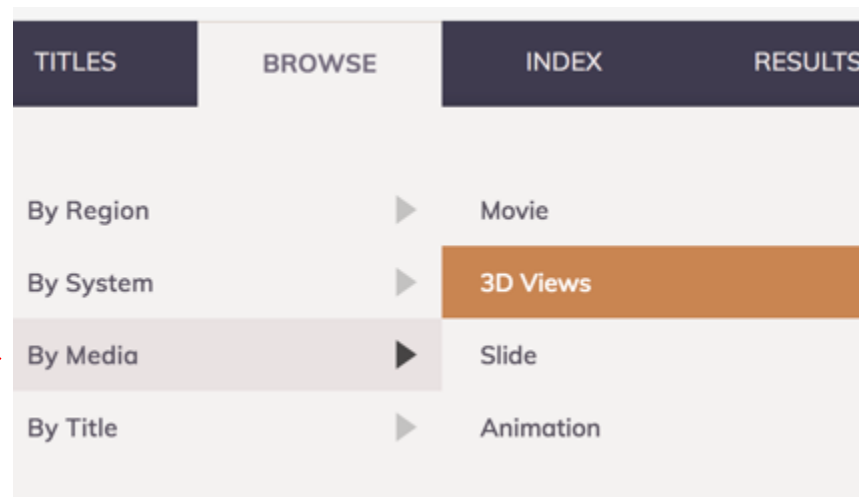 TITLES BROWSE INDEX RESULTS
By Region Movie
By System 3D Views
By Media Slide
By Title Animation